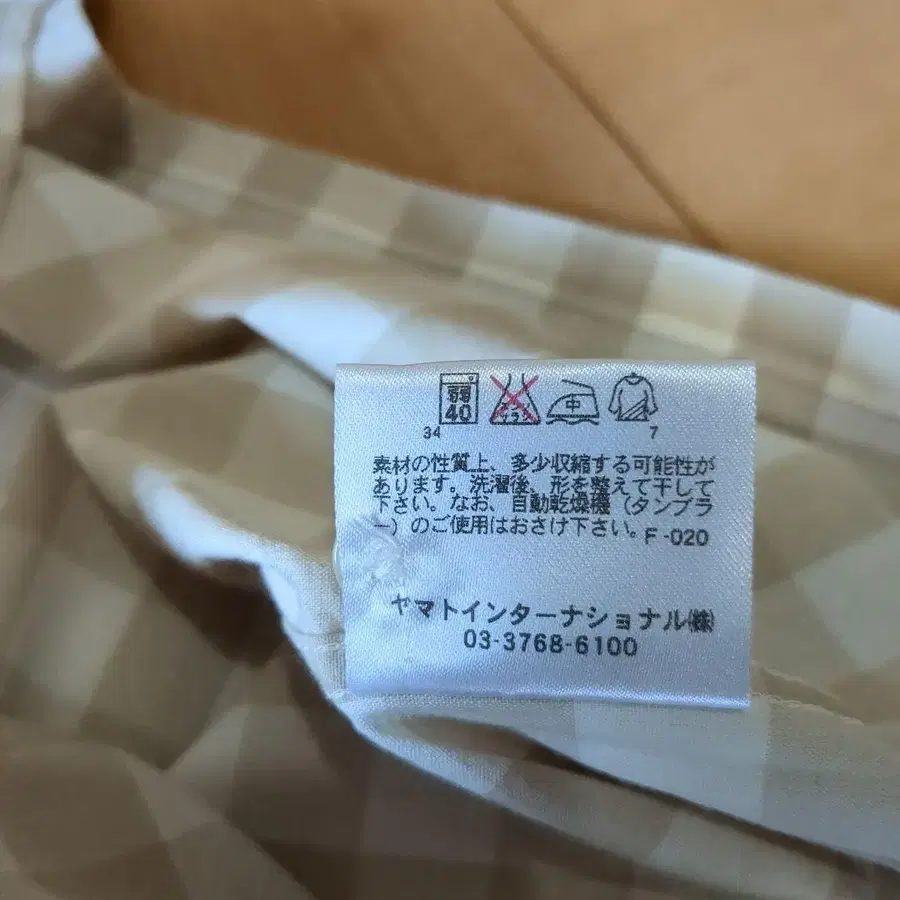 40
中
34 7
素材の性質上、多少収縮する可能性が
あります。洗濯後、形を整えて干して
下さい。なお、自動乾燥機（タンブラ
ー）のご使用はおさけ下さい。F-020
ヤマトインターナショナル㈱
03-3768-6100